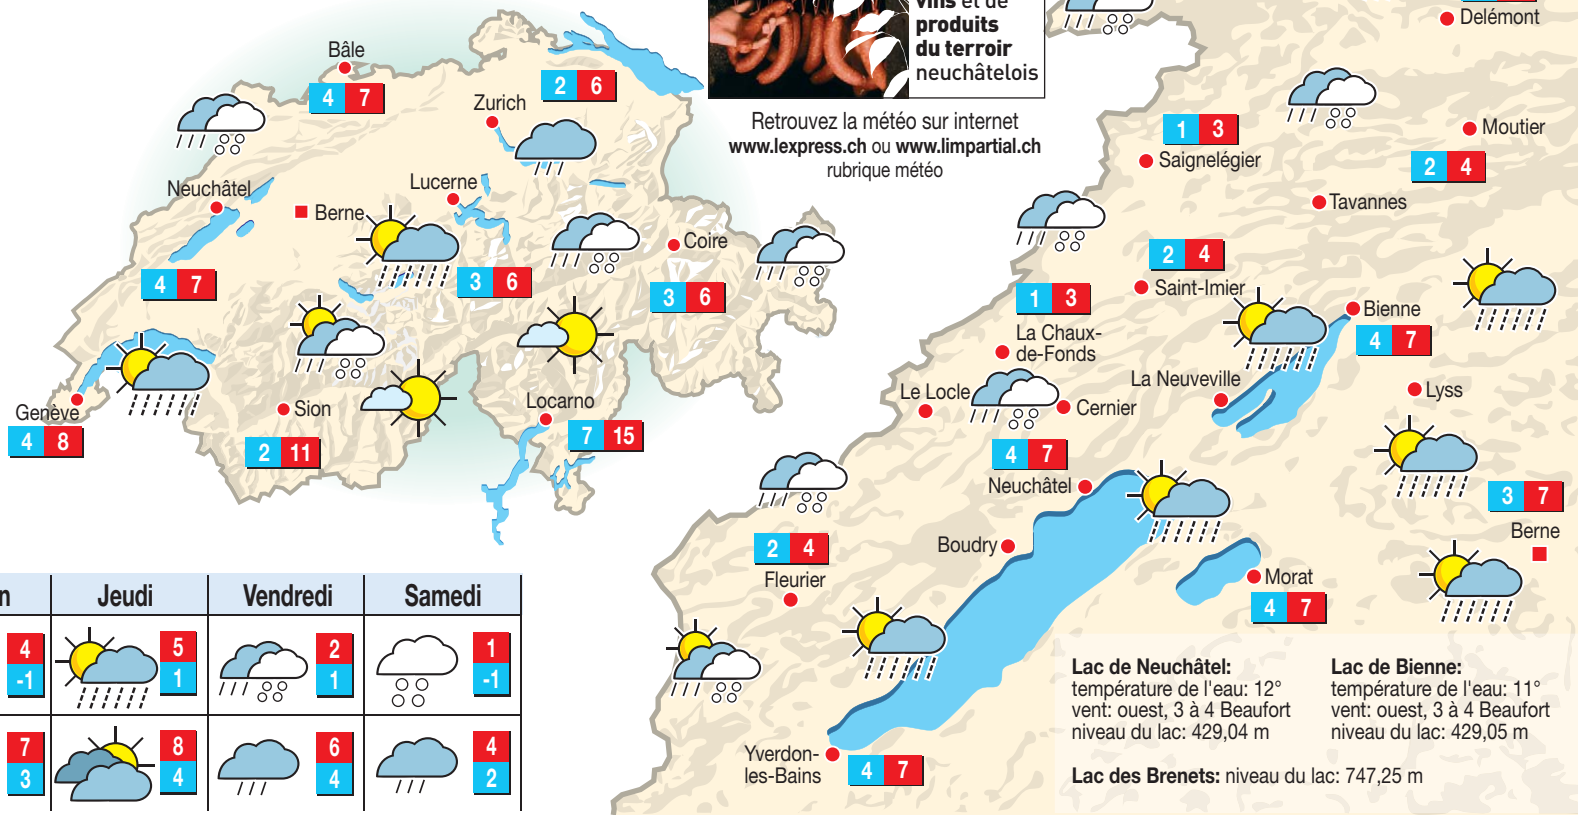 vins et de
produits
du terroir
neuchâtelois
Retrouvez la météo sur internet
www.lexpress.ch ou www.limpartial.ch
rubrique météo
Bâle
4 7
2 6
Zurich
Neuchâtel
Lucerne
Berne
Coire
4 7
3 6
3 6
Genève
4 8
Sion
2 11
Locarno
7 15
Delémont
Moutier
1 3
Saignelégier
2 4
Tavannes
2 4
Saint-Imier
1 3
Bienne
4 7
La Chaux-
de-Fonds
La Neuveville
Le Locle
Cernier
Lyss
4 7
Neuchâtel
3 7
Berne
Boudry
2 4
Fleurier
Morat
4 7
Yverdon-
les-Bains
4 7
n
Jeudi
Vendredi
Samedi
4
-1
5
1
2
1
1
-1
7
3
8
4
6
4
4
2
Lac de Neuchâtel:
température de l'eau: 12°
vent: ouest, 3 à 4 Beaufort
niveau du lac: 429,04 m
Lac de Bienne:
température de l'eau: 11°
vent: ouest, 3 à 4 Beaufort
niveau du lac: 429,05 m
Lac des Brenets: niveau du lac: 747,25 m